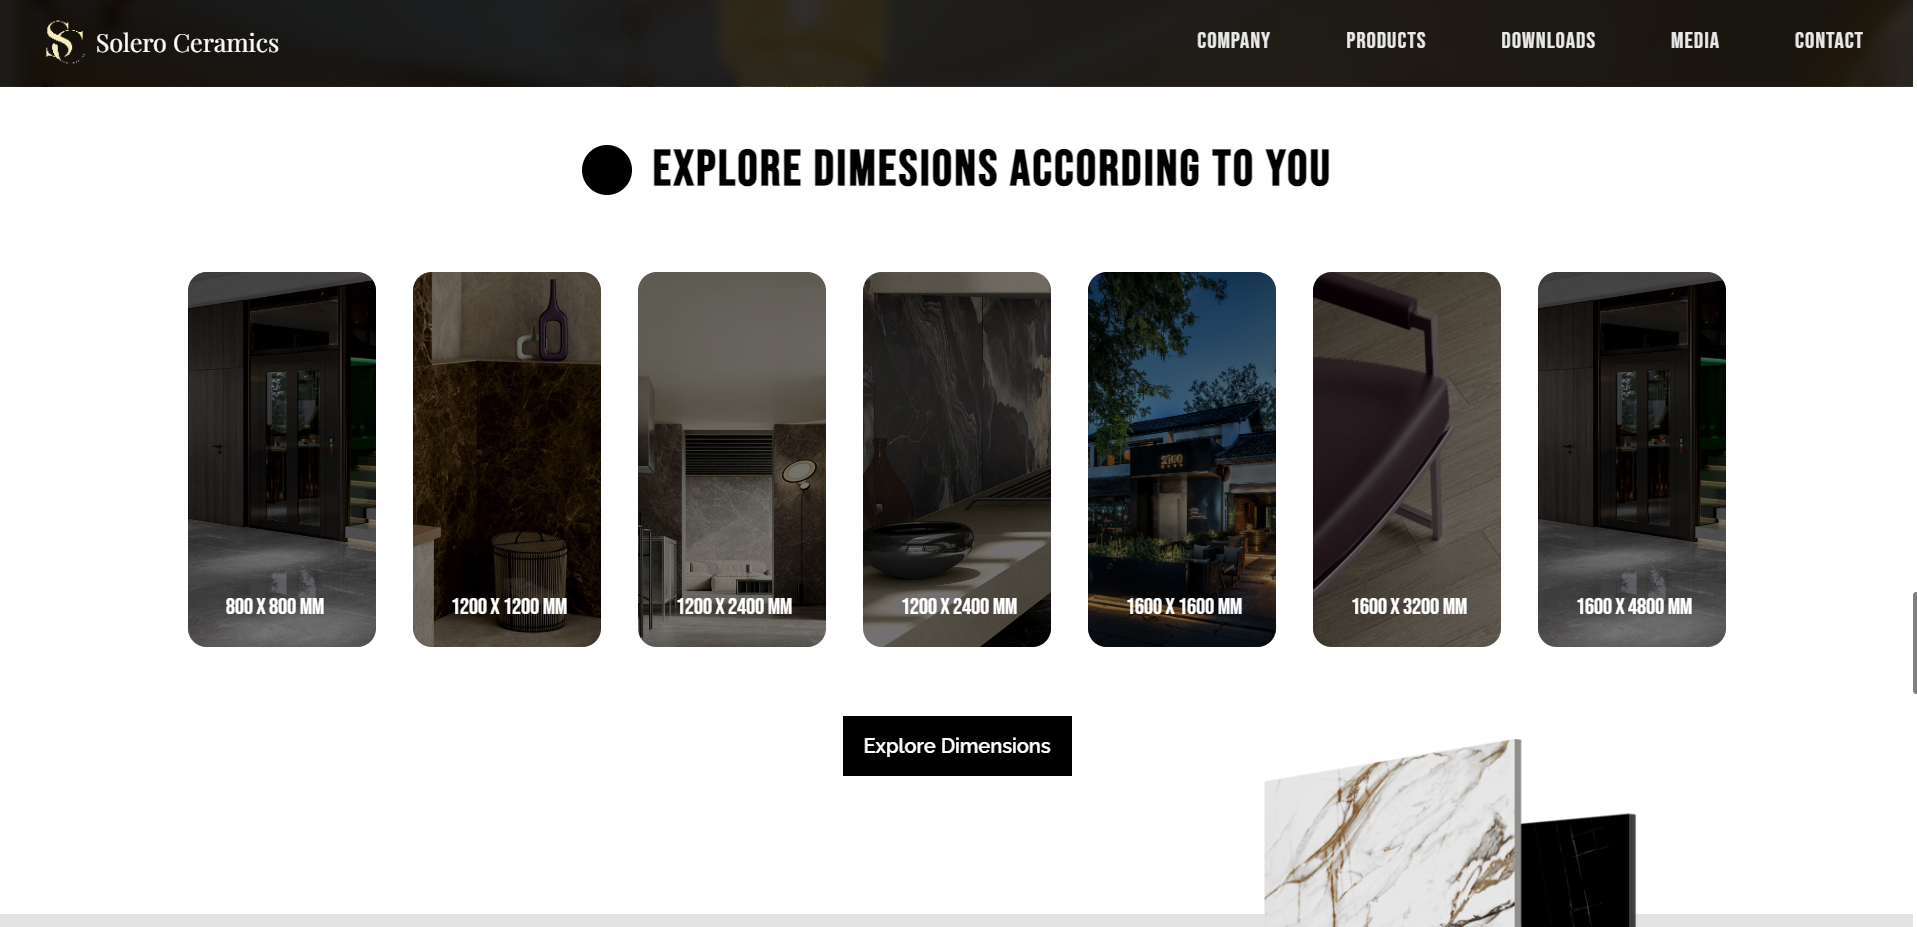 Solero Ceramics
COMPANY
PRODUCTS
DOWNLOADS
MEDIA
CONTACT
EXPLORE DIMESIONS ACCORDING TO YOU
2100
800 X 800 MM
1200 X 1200 MM
1200 X 2400 MM
1200 X 2400 MM
1600 X 1600 MM
1600 X 3200 MM
1600 X 4800 MM
Explore Dimensions